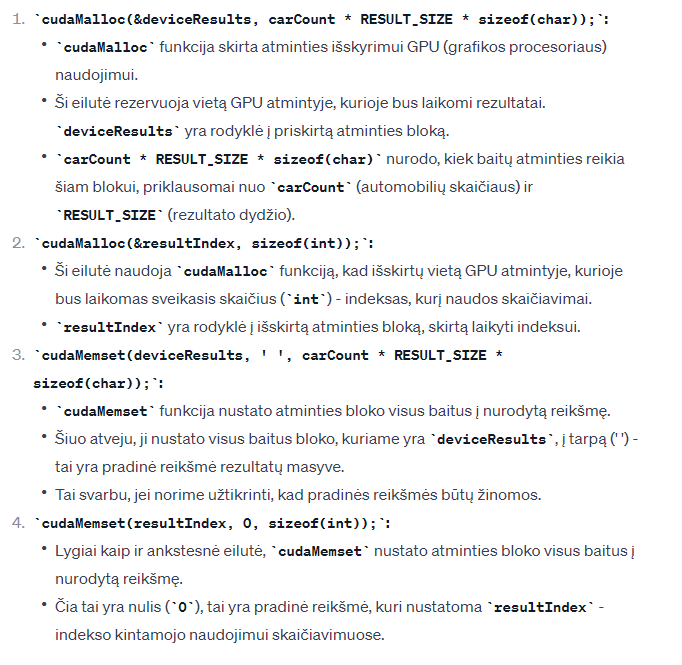 1. `cudaMalloc(&deviceResults, carCount * RESULT_SIZE * sizeof(char));`:
• `cudaMalloc` funkcija skirta atminties išskyrimui GPU (grafikos procesoriaus)
naudojimui.
• Ši eilutė rezervuoja vietą GPU atmintyje, kurioje bus laikomi rezultatai.
`deviceResults` yra rodyklė į priskirtą atminties bloką.
• `carCount * RESULT_SIZE * sizeof(char)` nurodo, kiek baitų atminties reikia
šiam blokui, priklausomai nuo `carCount` (automobilių skaičiaus) ir
`RESULT_SIZE` (rezultato dydžio).
2. `cudaMalloc(&resultIndex, sizeof(int));`:
• Ši eilutė naudoja `cudaMalloc` funkciją, kad išskirtų vietą GPU atmintyje, kurioje
bus laikomas sveikasis skaičius (`int`) - indeksas, kurį naudos skaičiavimai.
• `resultIndex` yra rodyklė į išskirtą atminties bloką, skirtą laikyti indeksui.
3. `cudaMemset(deviceResults, ' ', carCount * RESULT_SIZE *
sizeof(char));`:
• `cudaMemset` funkcija nustato atminties bloko visus baitus į nurodytą reikšmę.
• Šiuo atveju, ji nustato visus baitus bloko, kuriame yra `deviceResults`, į tarpą (' ') -
tai yra pradinė reikšmė rezultatų masyve.
• Tai svarbu, jei norime užtikrinti, kad pradinės reikšmės būtų žinomos.
4. `cudaMemset(resultIndex, 0, sizeof(int));`:
• Lygiai kaip ir ankstesnė eilutė, `cudaMemset` nustato atminties bloko visus baitus į
nurodytą reikšmę.
• Čia tai yra nulis (`0`), tai yra pradinė reikšmė, kuri nustatoma `resultIndex` -
indekso kintamojo naudojimui skaičiavimuose.